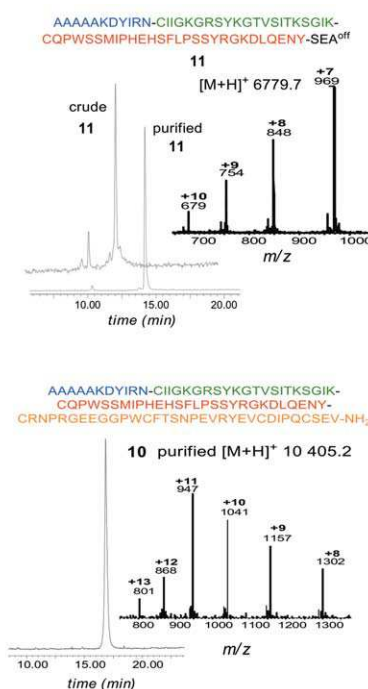 AAAAAKDYIRN-CIIGKGRSYKGTVSITKSGIK-
CQPWSSMIPHEHSFLPSSYRGKDLQENY-SEAoff
11
[M+H]+ 6779.7
crude
11
purified
11
+7
969
+8
848
+9
754
+10
679
700 800 900 1000
m/z
10.00 15.00 20.00
time (min)
AAAAAKDYIRN-CIIGKGRSYKGTVSITKSGIK-
CQPWSSMIPHEHSFLPSSYRGKDLQENY-
CRNPRGEEGGPWCFTSNPEVRYEVCDIPQCSEV-NH2
10 purified [M+H]+ 10 405.2
+11
947
+10
1041
+9
1157
+12
868
+8
1302
+13
801
800 900 1000 1100 1200 1300
m/z
10.00 15.00 20.00
time (min)